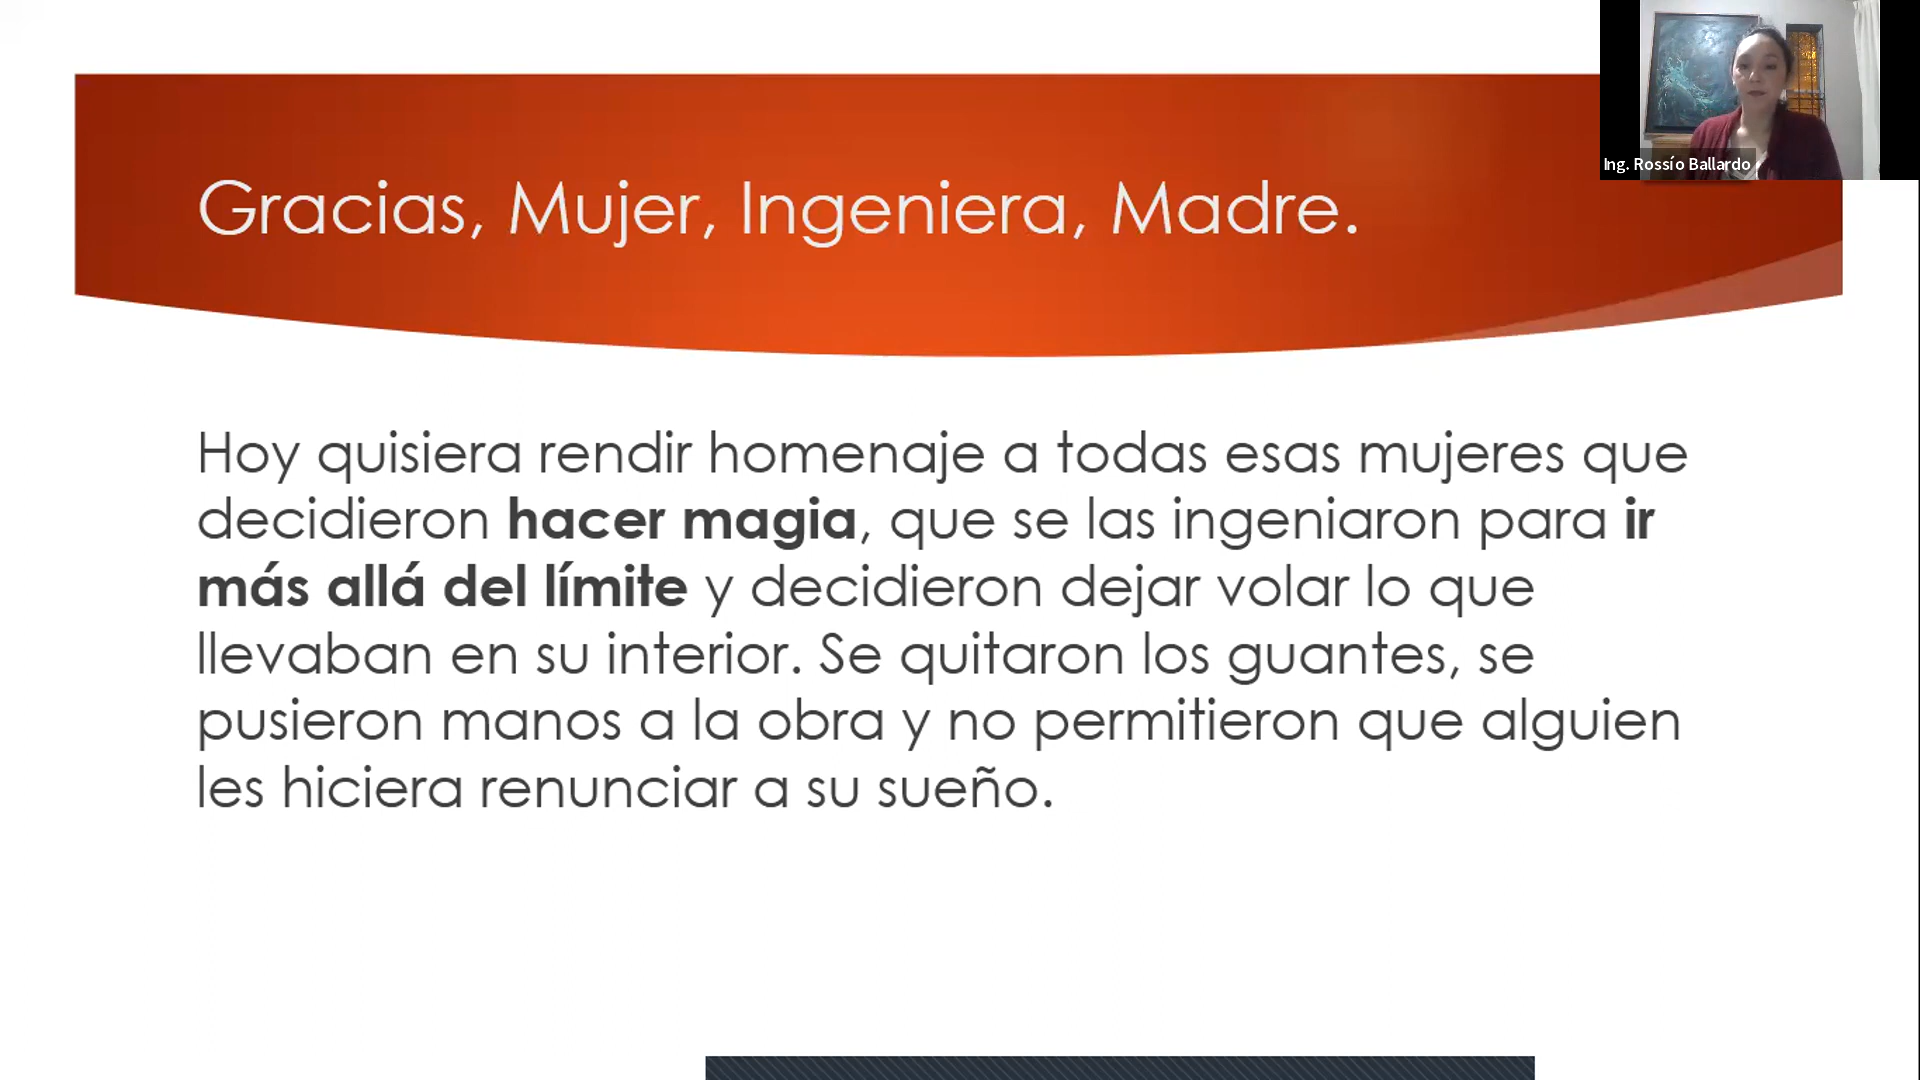 Ing. Rossío Ballardo
Gracias, Mujer, Ingeniera, Madre.
Hoy quisiera rendir homenaje a todas esas mujeres que
decidieron hacer magia, que se las ingeniaron para ir
más allá del límite y decidieron dejar volar lo que
llevaban en su interior. Se quitaron los guantes, se
pusieron manos a la obra y no permitieron que alguien
les hiciera renunciar a su sueño.